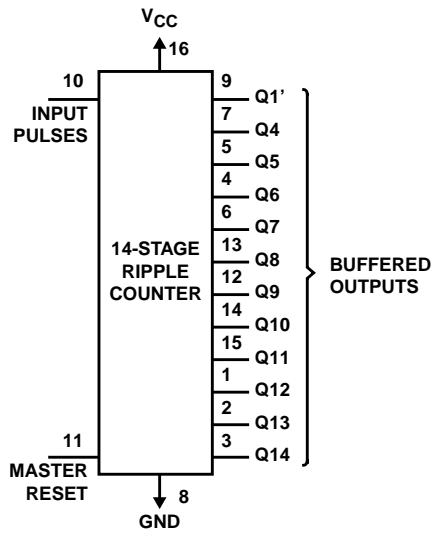 VCC
16
10
INPUT
PULSES
9
Q1’
7
Q4
5
Q5
4
Q6
6
Q7
13
Q8
12
Q9
14
Q10
15
Q11
1
Q12
2
Q13
3
Q14
14-STAGE
RIPPLE
COUNTER
BUFFERED
OUTPUTS
11
MASTER
RESET
8
GND